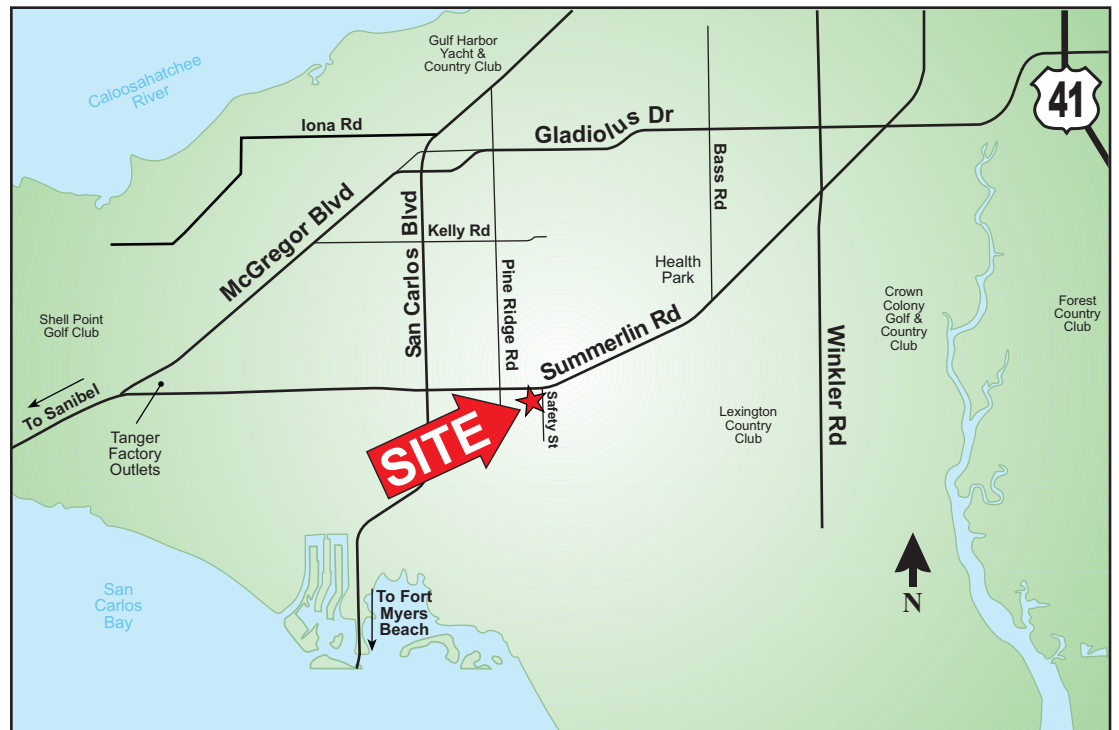 Gulf Harbor
Yacht &
Country Club
Caloosahatchee
River
41
Iona Rd
Gladiolus Dr
Bass Rd
McGregor Blvd
San Carlos Blvd
Kelly Rd
Pine Ridge Rd
Health
Park
Shell Point
Golf Club
Crown
Colony
Golf &
Country
Club
Forest
Country
Club
Summerlin Rd
Winkler Rd
To Sanibel
Tanger
Factory
Outlets
SITE
Safety St
Lexington
Country
Club
San
Carlos
Bay
To Fort
Myers
Beach
N